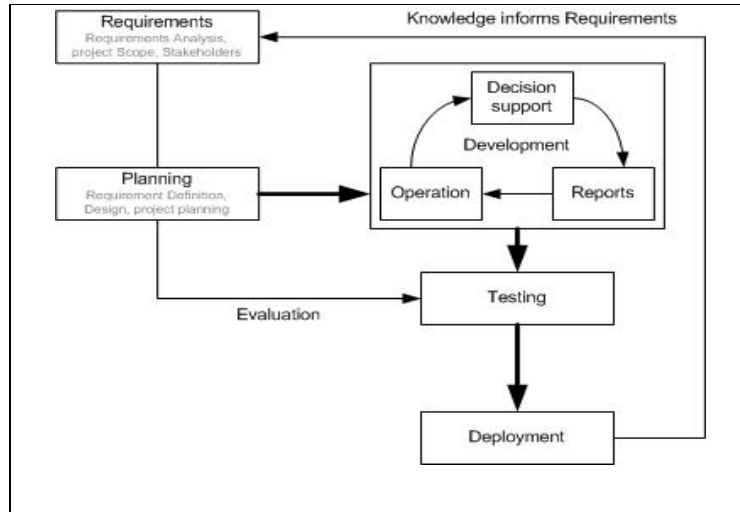 Requirements
Requirements Analysis,
project Scope, Stakeholders
Knowledge informs Requirements
Decision
support
Development
Operation
Reports
Planning
Requirement Definition,
Design, project planning
Testing
Evaluation
Deployment